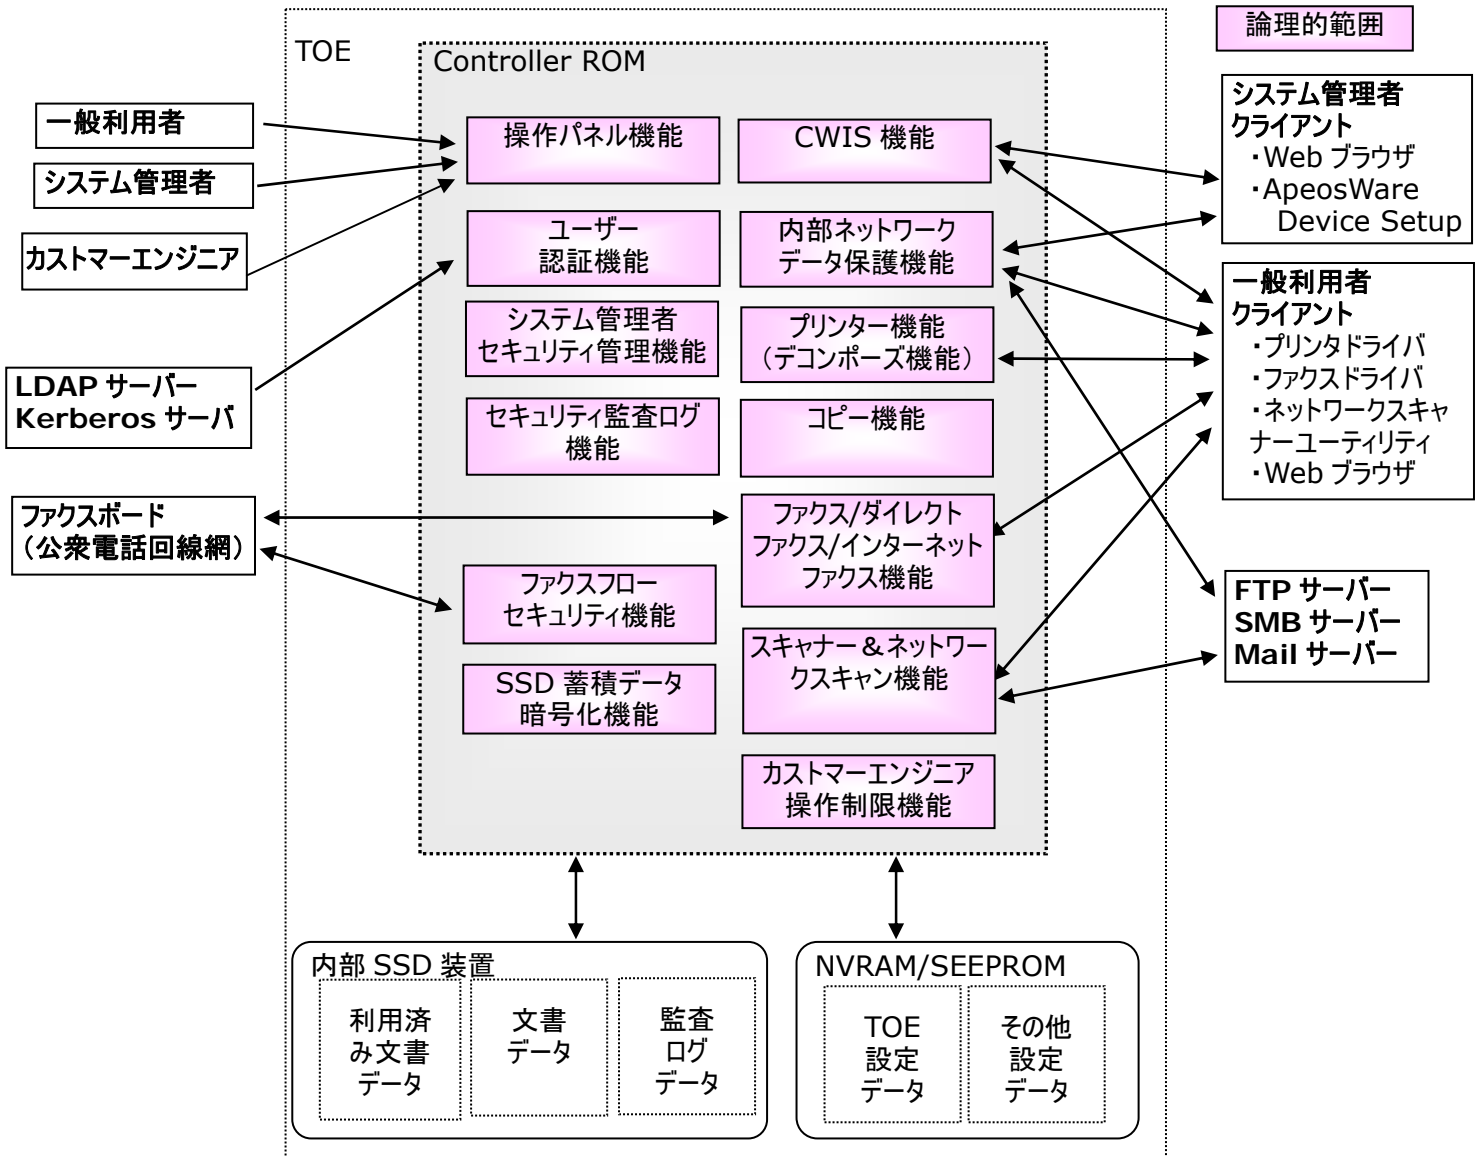 論理的範囲
TOE
Controller ROM
一般利用者
システム管理者
カストマーエンジニア
LDAP サーバー
Kerberos サーバ
ファクスボード
(公衆電話回線網)
操作パネル機能
ユーザー
認証機能
システム管理者
セキュリティ管理機能
セキュリティ監査ログ
機能
ファクスフロー
セキュリティ機能
SSD 蓄積データ
暗号化機能
CWIS 機能
内部ネットワーク
データ保護機能
プリンター機能
(デコンポーズ機能)
コピー機能
ファクス/ダイレクト
ファクス/インターネット
ファクス機能
スキャナー&ネットワー
クスキャン機能
カストマーエンジニア
操作制限機能
システム管理者
クライアント
・Web ブラウザ
・ApeosWare
Device Setup
一般利用者
クライアント
・プリンタドライバ
・ファクスドライバ
・ネットワークスキャ
ナーユーティリティ
・Web ブラウザ
FTP サーバー
SMB サーバー
Mail サーバー
内部 SSD 装置
利用済
み文書
データ
文書
データ
監査
ログ
データ
NVRAM/SEEPROM
TOE
設定
データ
その他
設定
データ